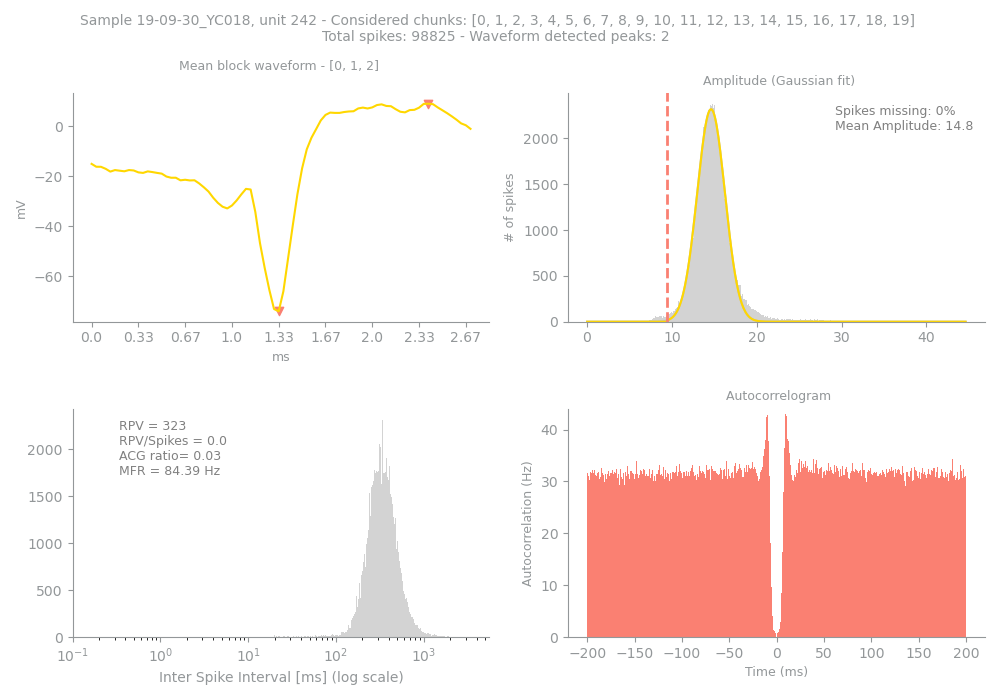 Sample 19-09-30_YC018, unit 242 - Considered chunks: [0, 1, 2, 3, 4, 5, 6, 7, 8, 9, 10, 11, 12, 13, 14, 15, 16, 17, 18, 19]
Total spikes: 98825 - Waveform detected peaks: 2
Mean block waveform - [0, 1, 2]
mV
0
−20
−40
−60
0.0 0.33 0.67 1.0 1.33 1.67 2.0 2.33 2.67
ms
Amplitude (Gaussian fit)
Spikes missing: 0%
Mean Amplitude: 14.8
# of spikes
2000
1500
1000
500
0
0 10 20 30 40
RPV = 323
RPV/Spikes = 0.0
ACG ratio= 0.03
MFR = 84.39 Hz
2000
1500
1000
500
0
10⁻¹ 10⁰ 10¹ 10² 10³
Inter Spike Interval [ms] (log scale)
Autocorrelogram
Autocorrelation (Hz)
40
30
20
10
0
−200 −150 −100 −50 0 50 100 150 200
Time (ms)